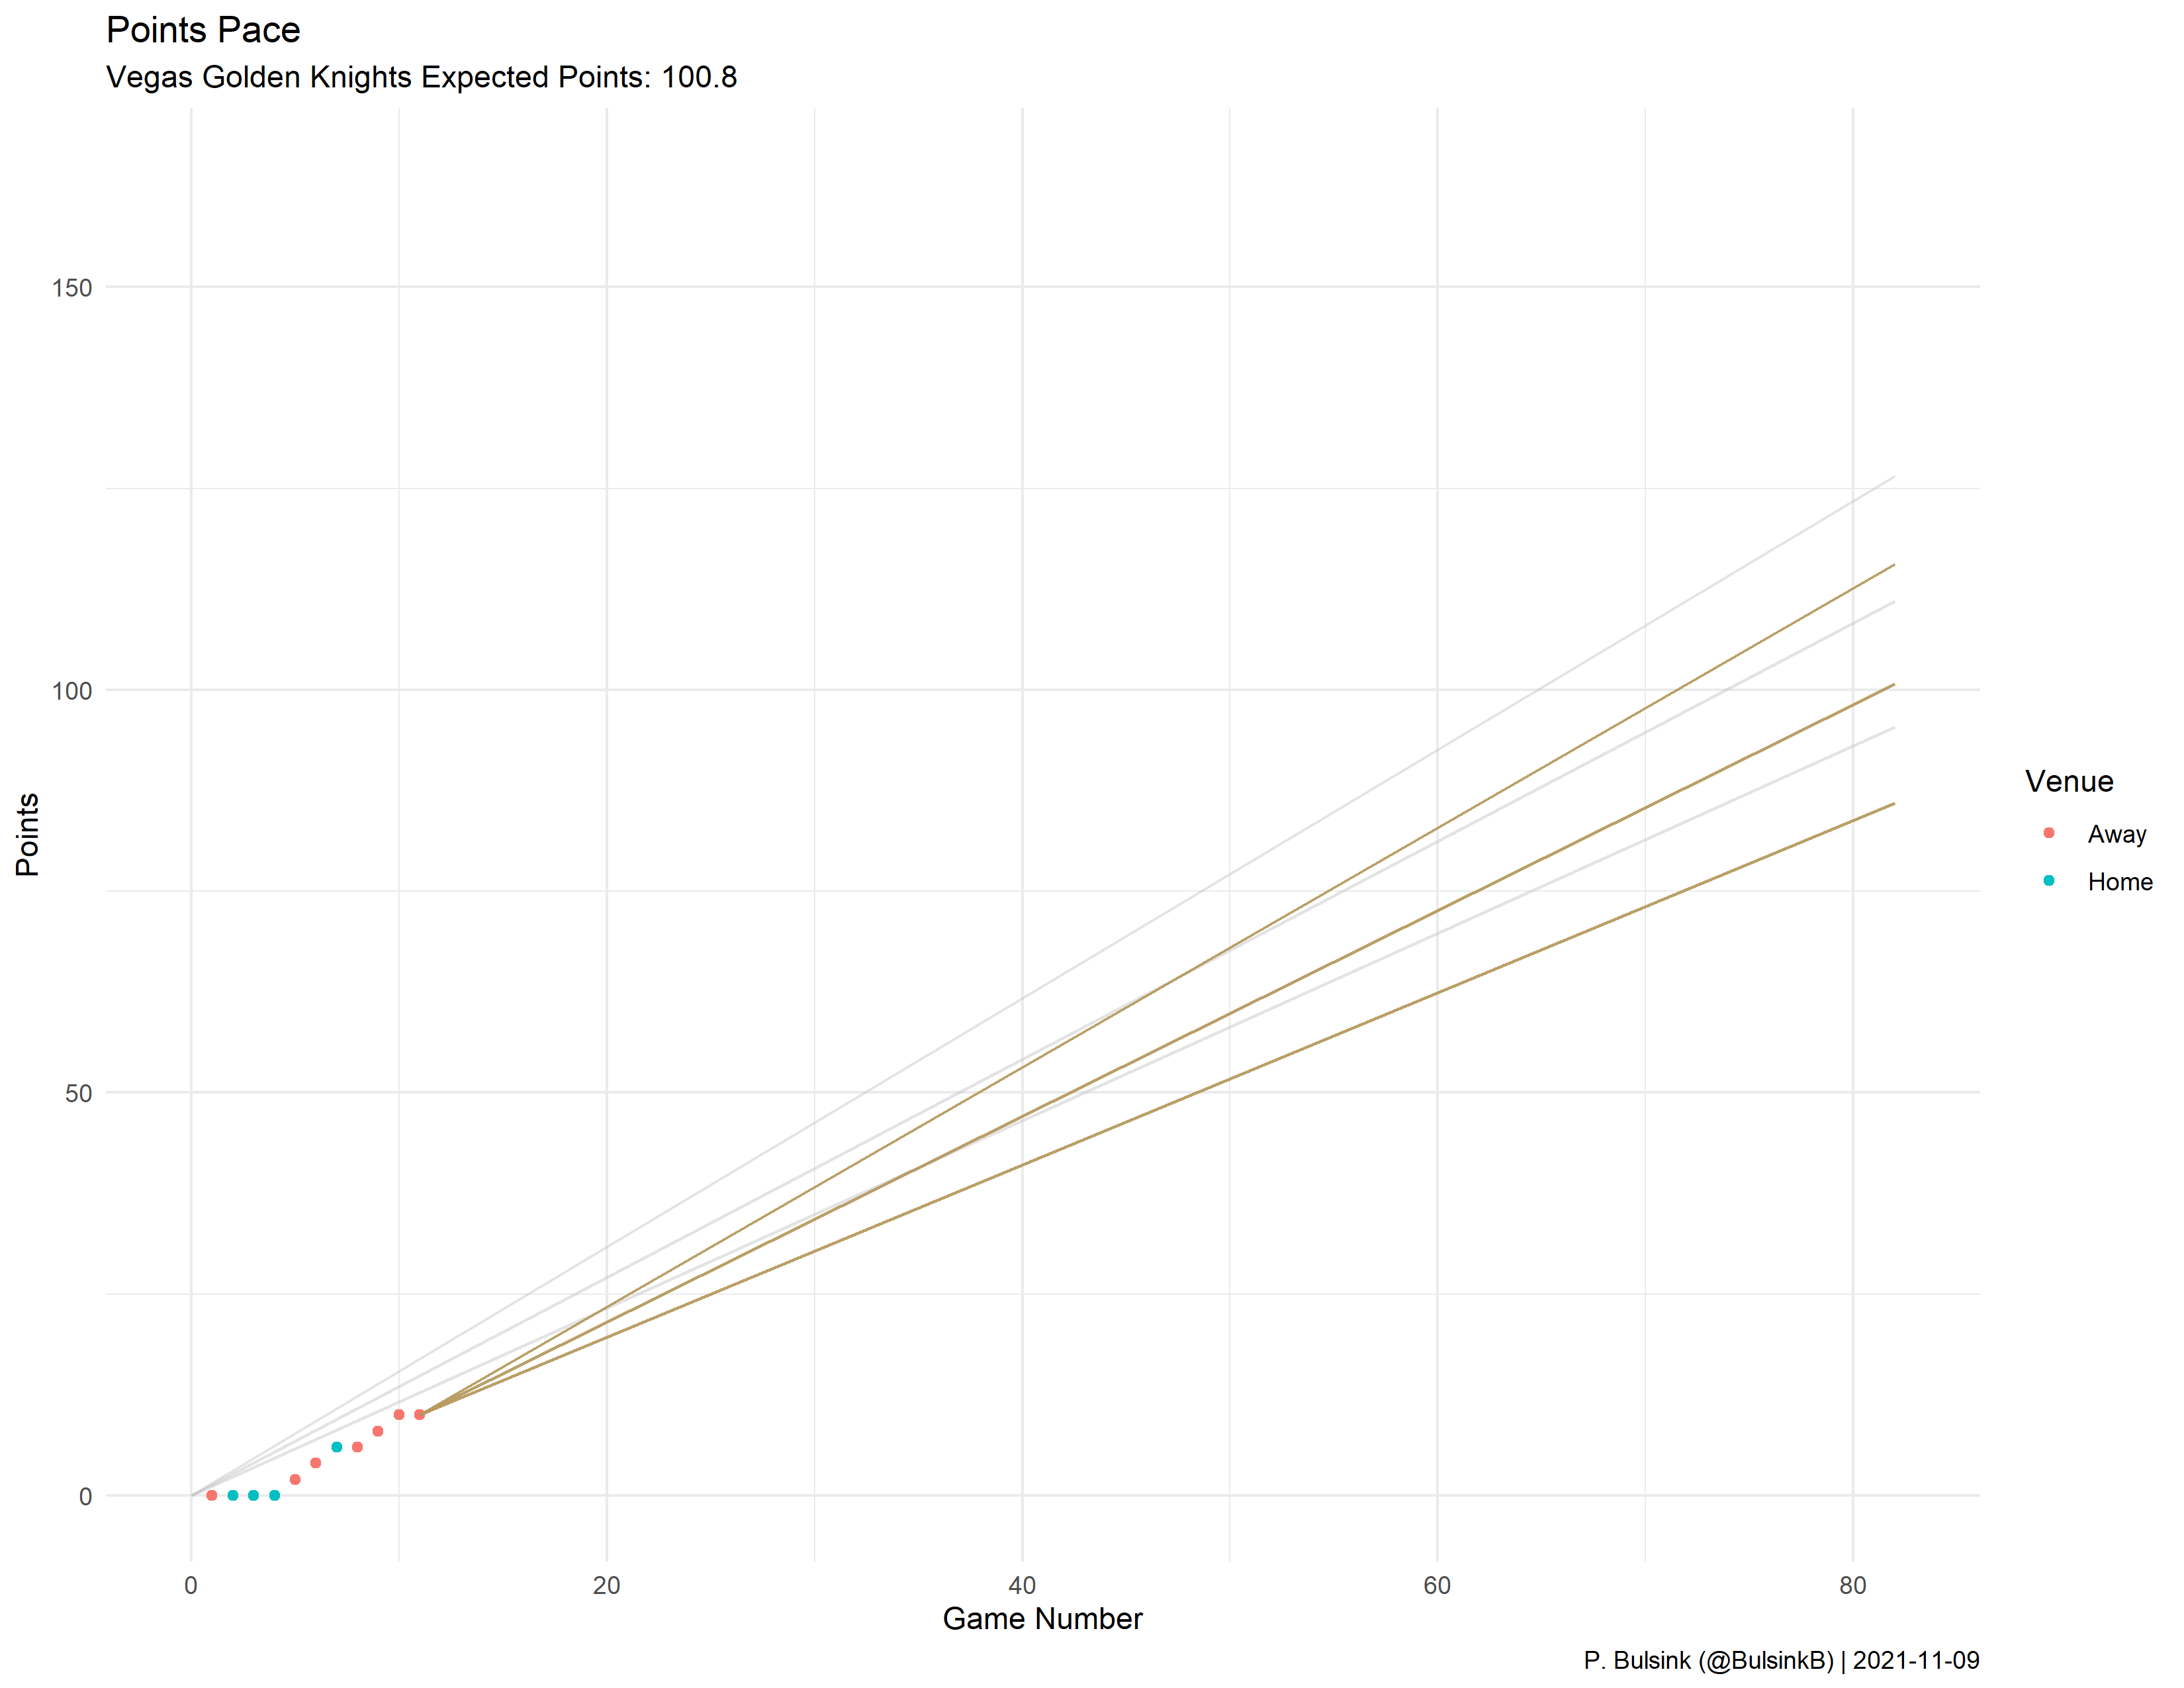 Points Pace
Vegas Golden Knights Expected Points: 100.8
150
100
50
0
Points
0 20 40 60 80
Game Number
Venue
Away
Home
P. Bulsink (@BulsinkB) | 2021-11-09